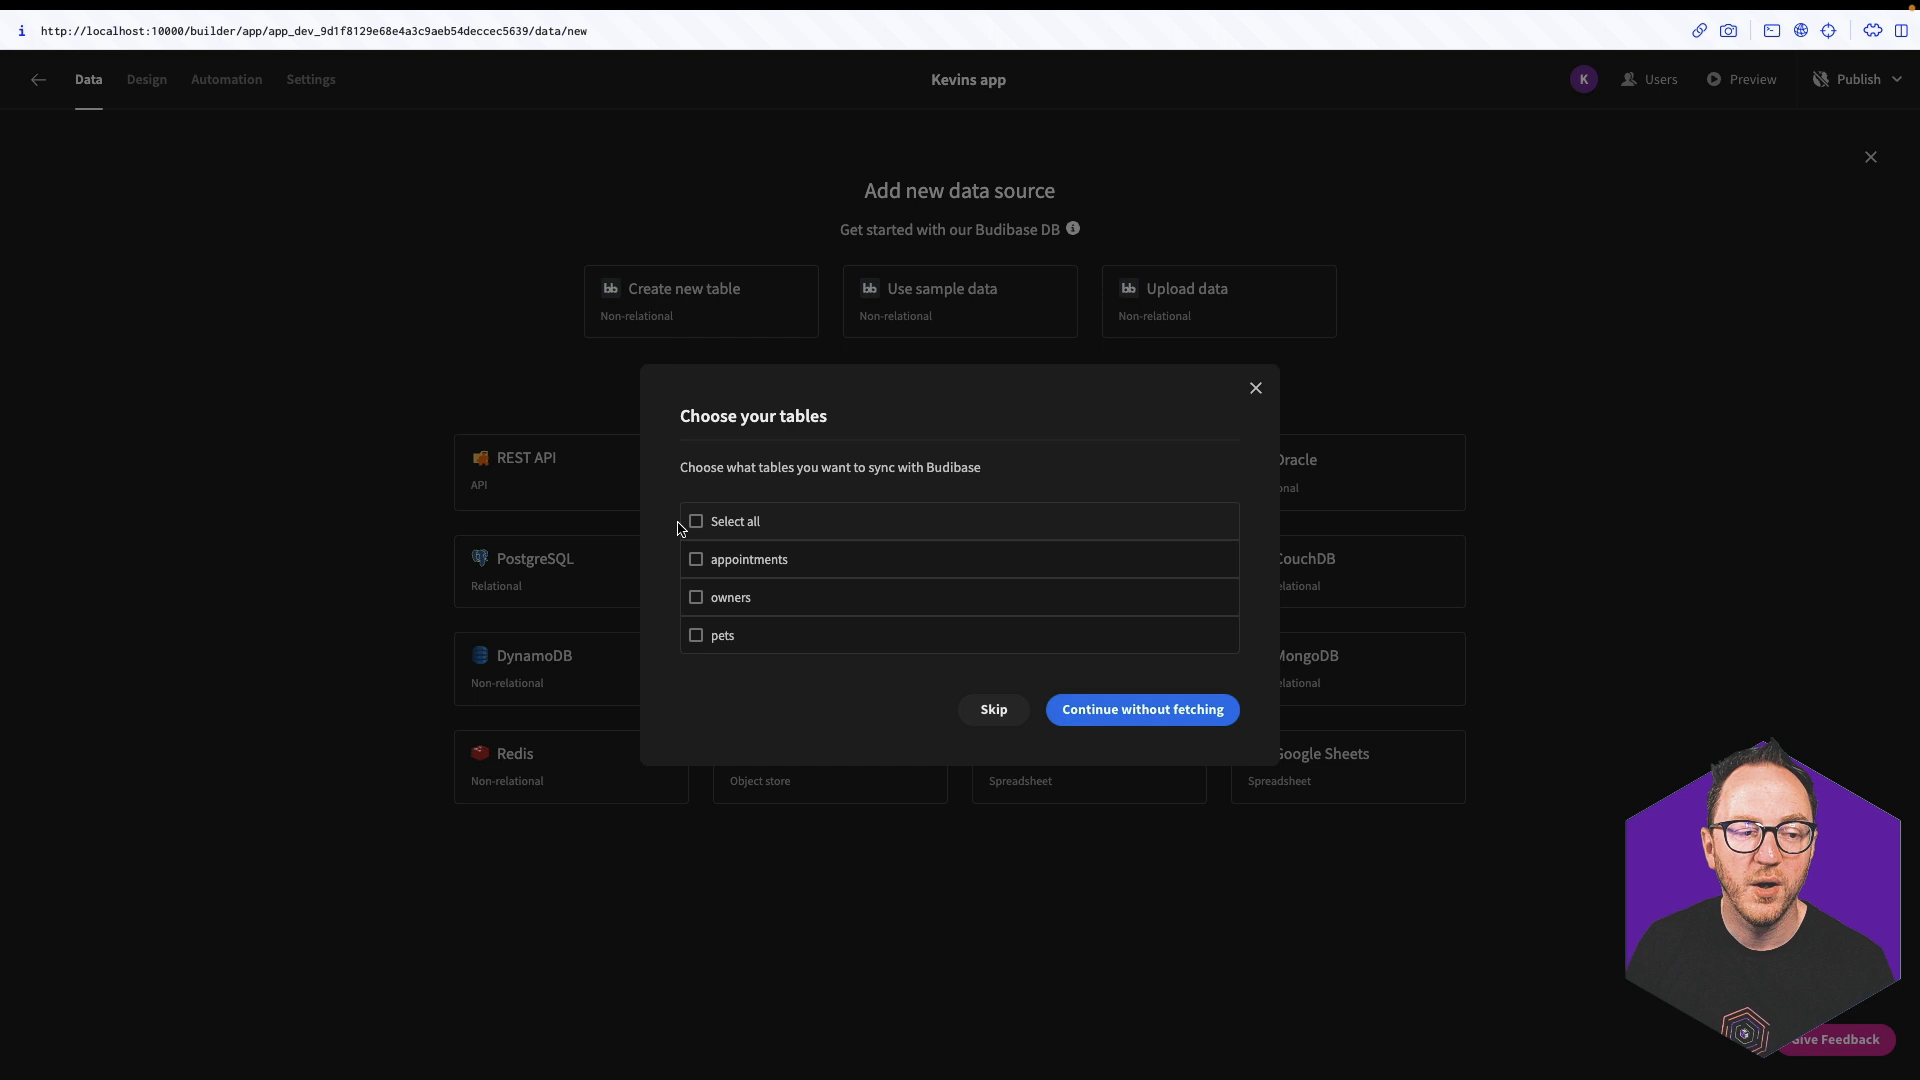 i http://localhost:10000/builder/app/app_dev_9d1f8129e68e4a3c9aeb54deccec5639/data/new
Data Design Automation Settings Kevins app K Users Preview Publish
Add new data source
Get started with our Budibase DB
bb Create new table
Non-relational
bb Use sample data
Non-relational
bb Upload data
Non-relational
Choose your tables
Choose what tables you want to sync with Budibase
Select all
appointments
owners
pets
Skip
Continue without fetching
REST API
API
Oracle
onal
PostgreSQL
Relational
CouchDB
elational
DynamoDB
Non-relational
MongoDB
elational
Redis
Non-relational
Object store
Spreadsheet
Google Sheets
Spreadsheet
Give Feedback